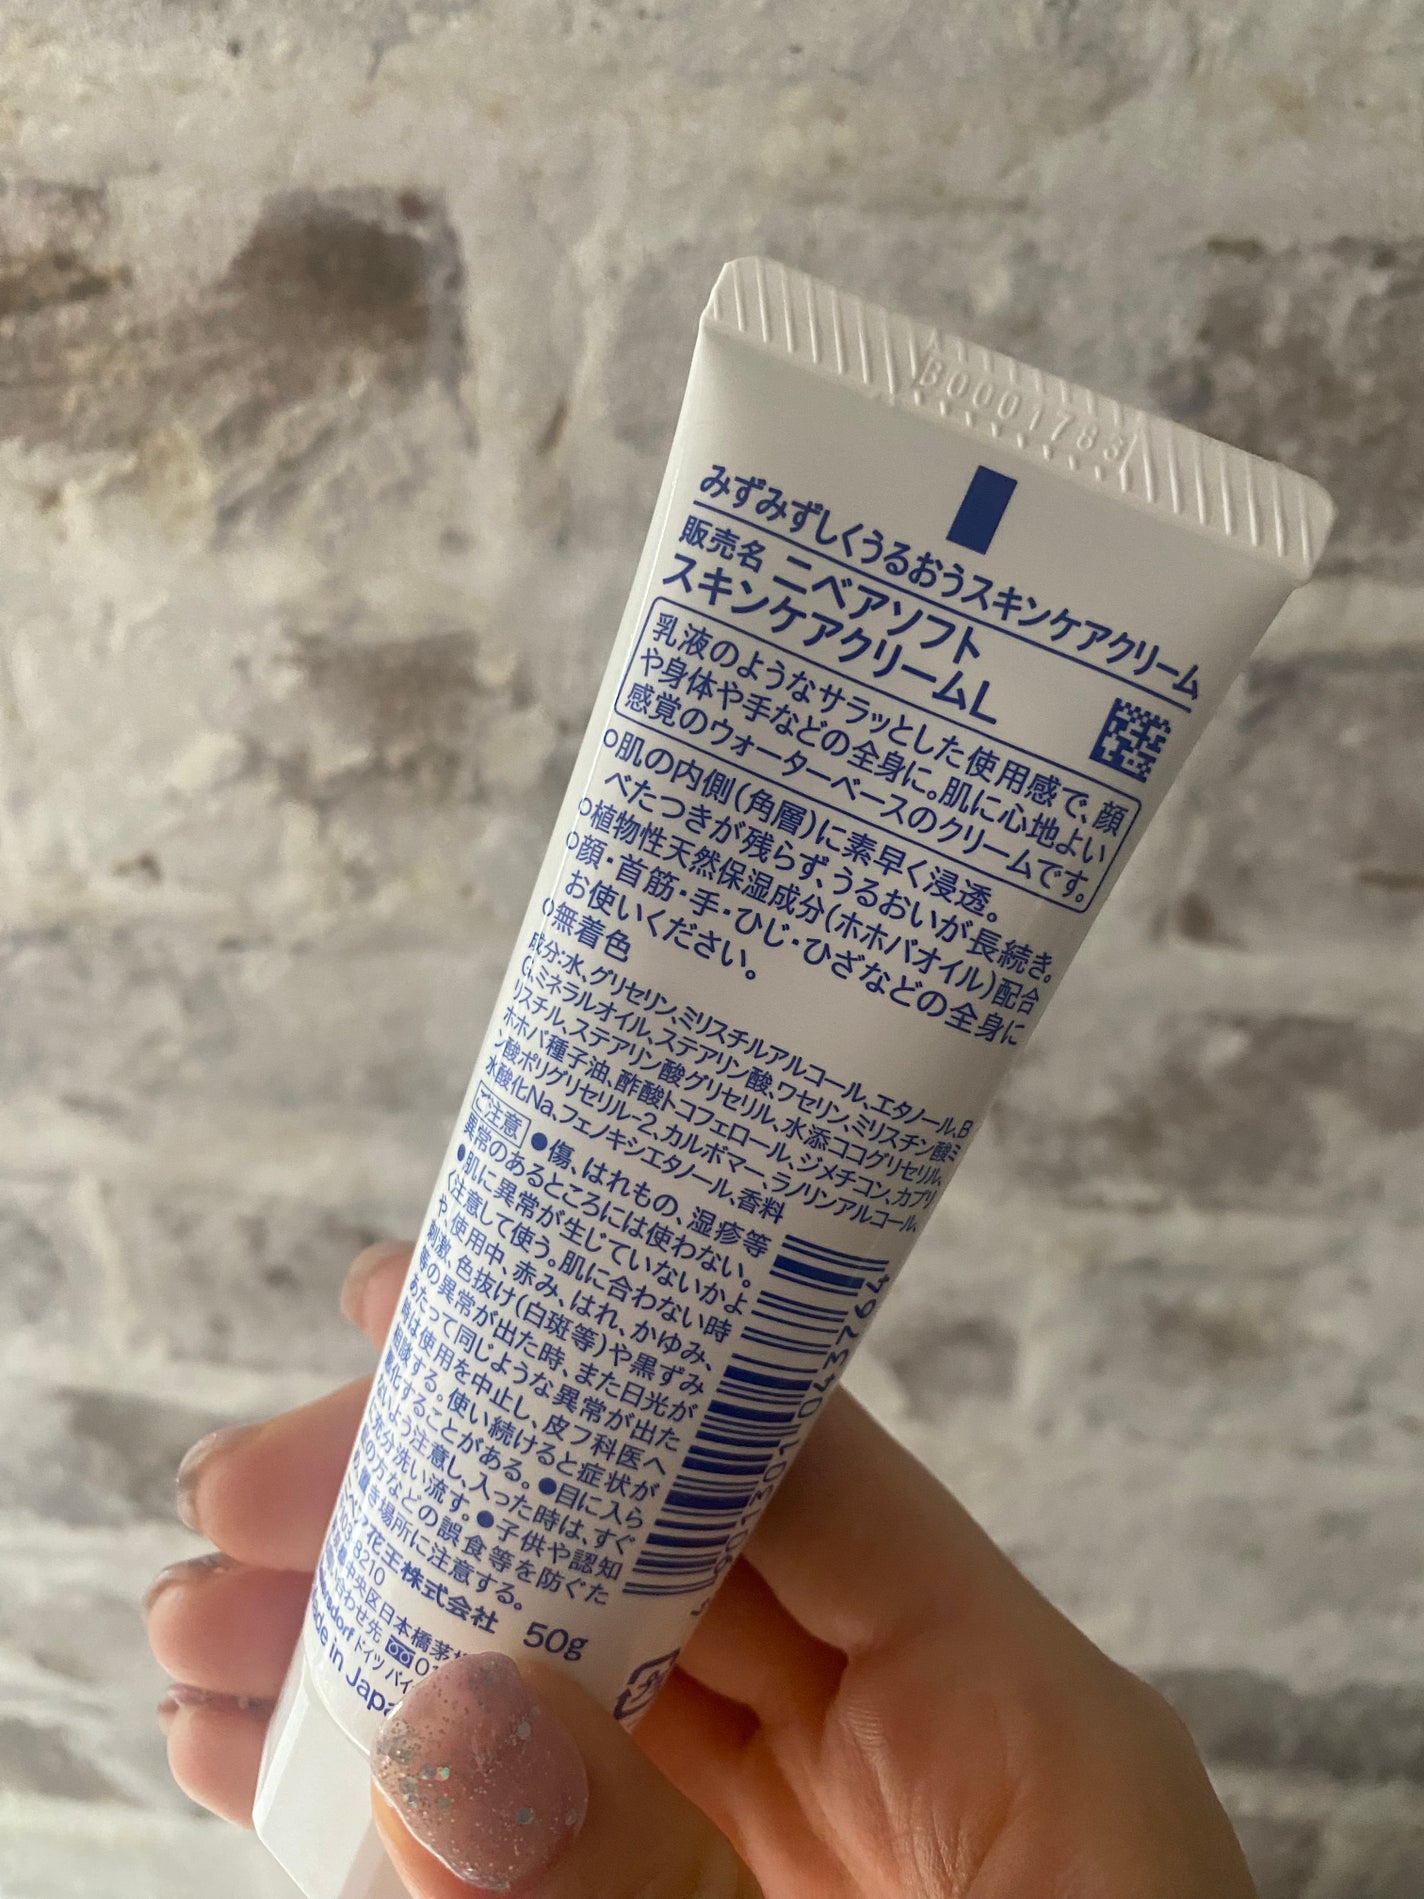 B0001783
みずみずしくうるおうスキンケアクリーム
販売名 ニベアソフト
スキンケアクリームL
乳液のようなサラッとした使用感で、顔
や身体や手などの全身に。肌に心地よい
感覚のウォーターベースのクリームです。
○肌の内側(角層)に素早く浸透。
べたつきが残らず、うるおいが長続き。
○植物性天然保湿成分(ホホバオイル)配合
○顔・首筋・手・ひじ・ひざなどの全身に
お使いください。
○無着色
成分:水、グリセリン、ミリスチルアルコール、エタノール、B
G、ミネラルオイル、ステアリン酸、ワセリン、ミリスチン酸ミ
リスチル、ステアリン酸グリセリル、水添ココグリセリル、
ホホバ種子油、酢酸トコフェロール、ジメチコン、カプリ
ン酸ポリグリセリル-2、カルボマー、ラノリンアルコール、
水酸化Na、フェノキシエタノール、香料
ご注意 ●傷、はれもの、湿疹等
異常のあるところには使わない。
●肌に異常が生じていないかよ
く注意して使う。肌に合わない時
や、使用中、赤み、はれ、かゆみ、
刺激、色抜け(白斑等)や黒ずみ
等の異常が出た時、また日光が
あたって同じような異常が出た
時は使用を中止し、皮フ科医へ
相談する。使い続けると症状が
悪化することがある。●目に入ら
ないよう注意し、入った時は、すぐ
に充分洗い流す。●子供や認知
症の方などの誤食等を防ぐため、
置き場所に注意する。
花王株式会社 50g
8210
中央区日本橋茅
合わせ先
ドイツ バイ
Made in Japa